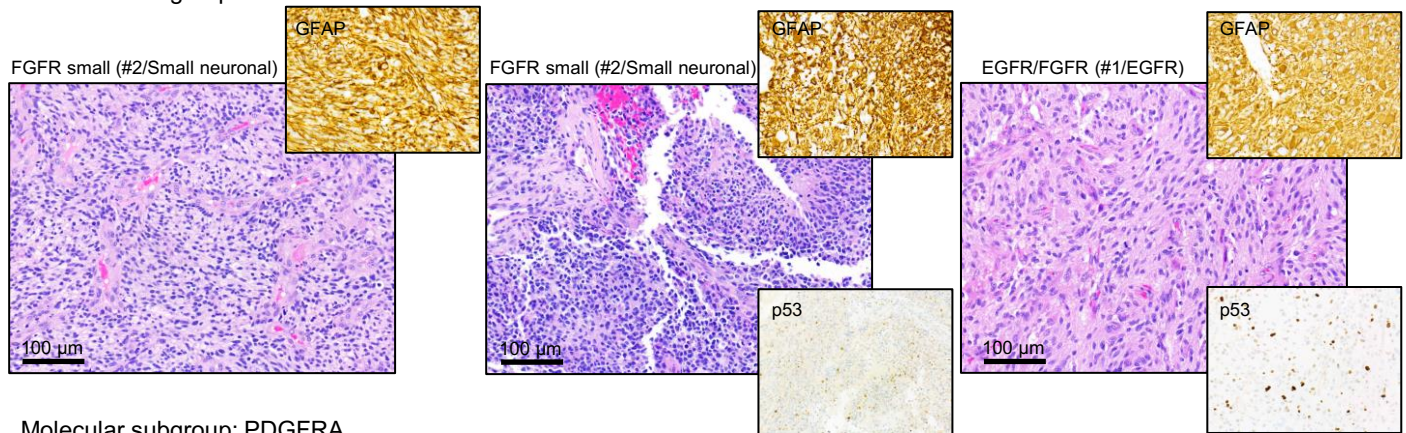 GFAP
GFAP
GFAP
FGFR small (#2/Small neuronal)
FGFR small (#2/Small neuronal)
EGFR/FGFR (#1/EGFR)
p53
p53
100 µm
100 µm
100 µm
Molecular subgroup: PDGFRA